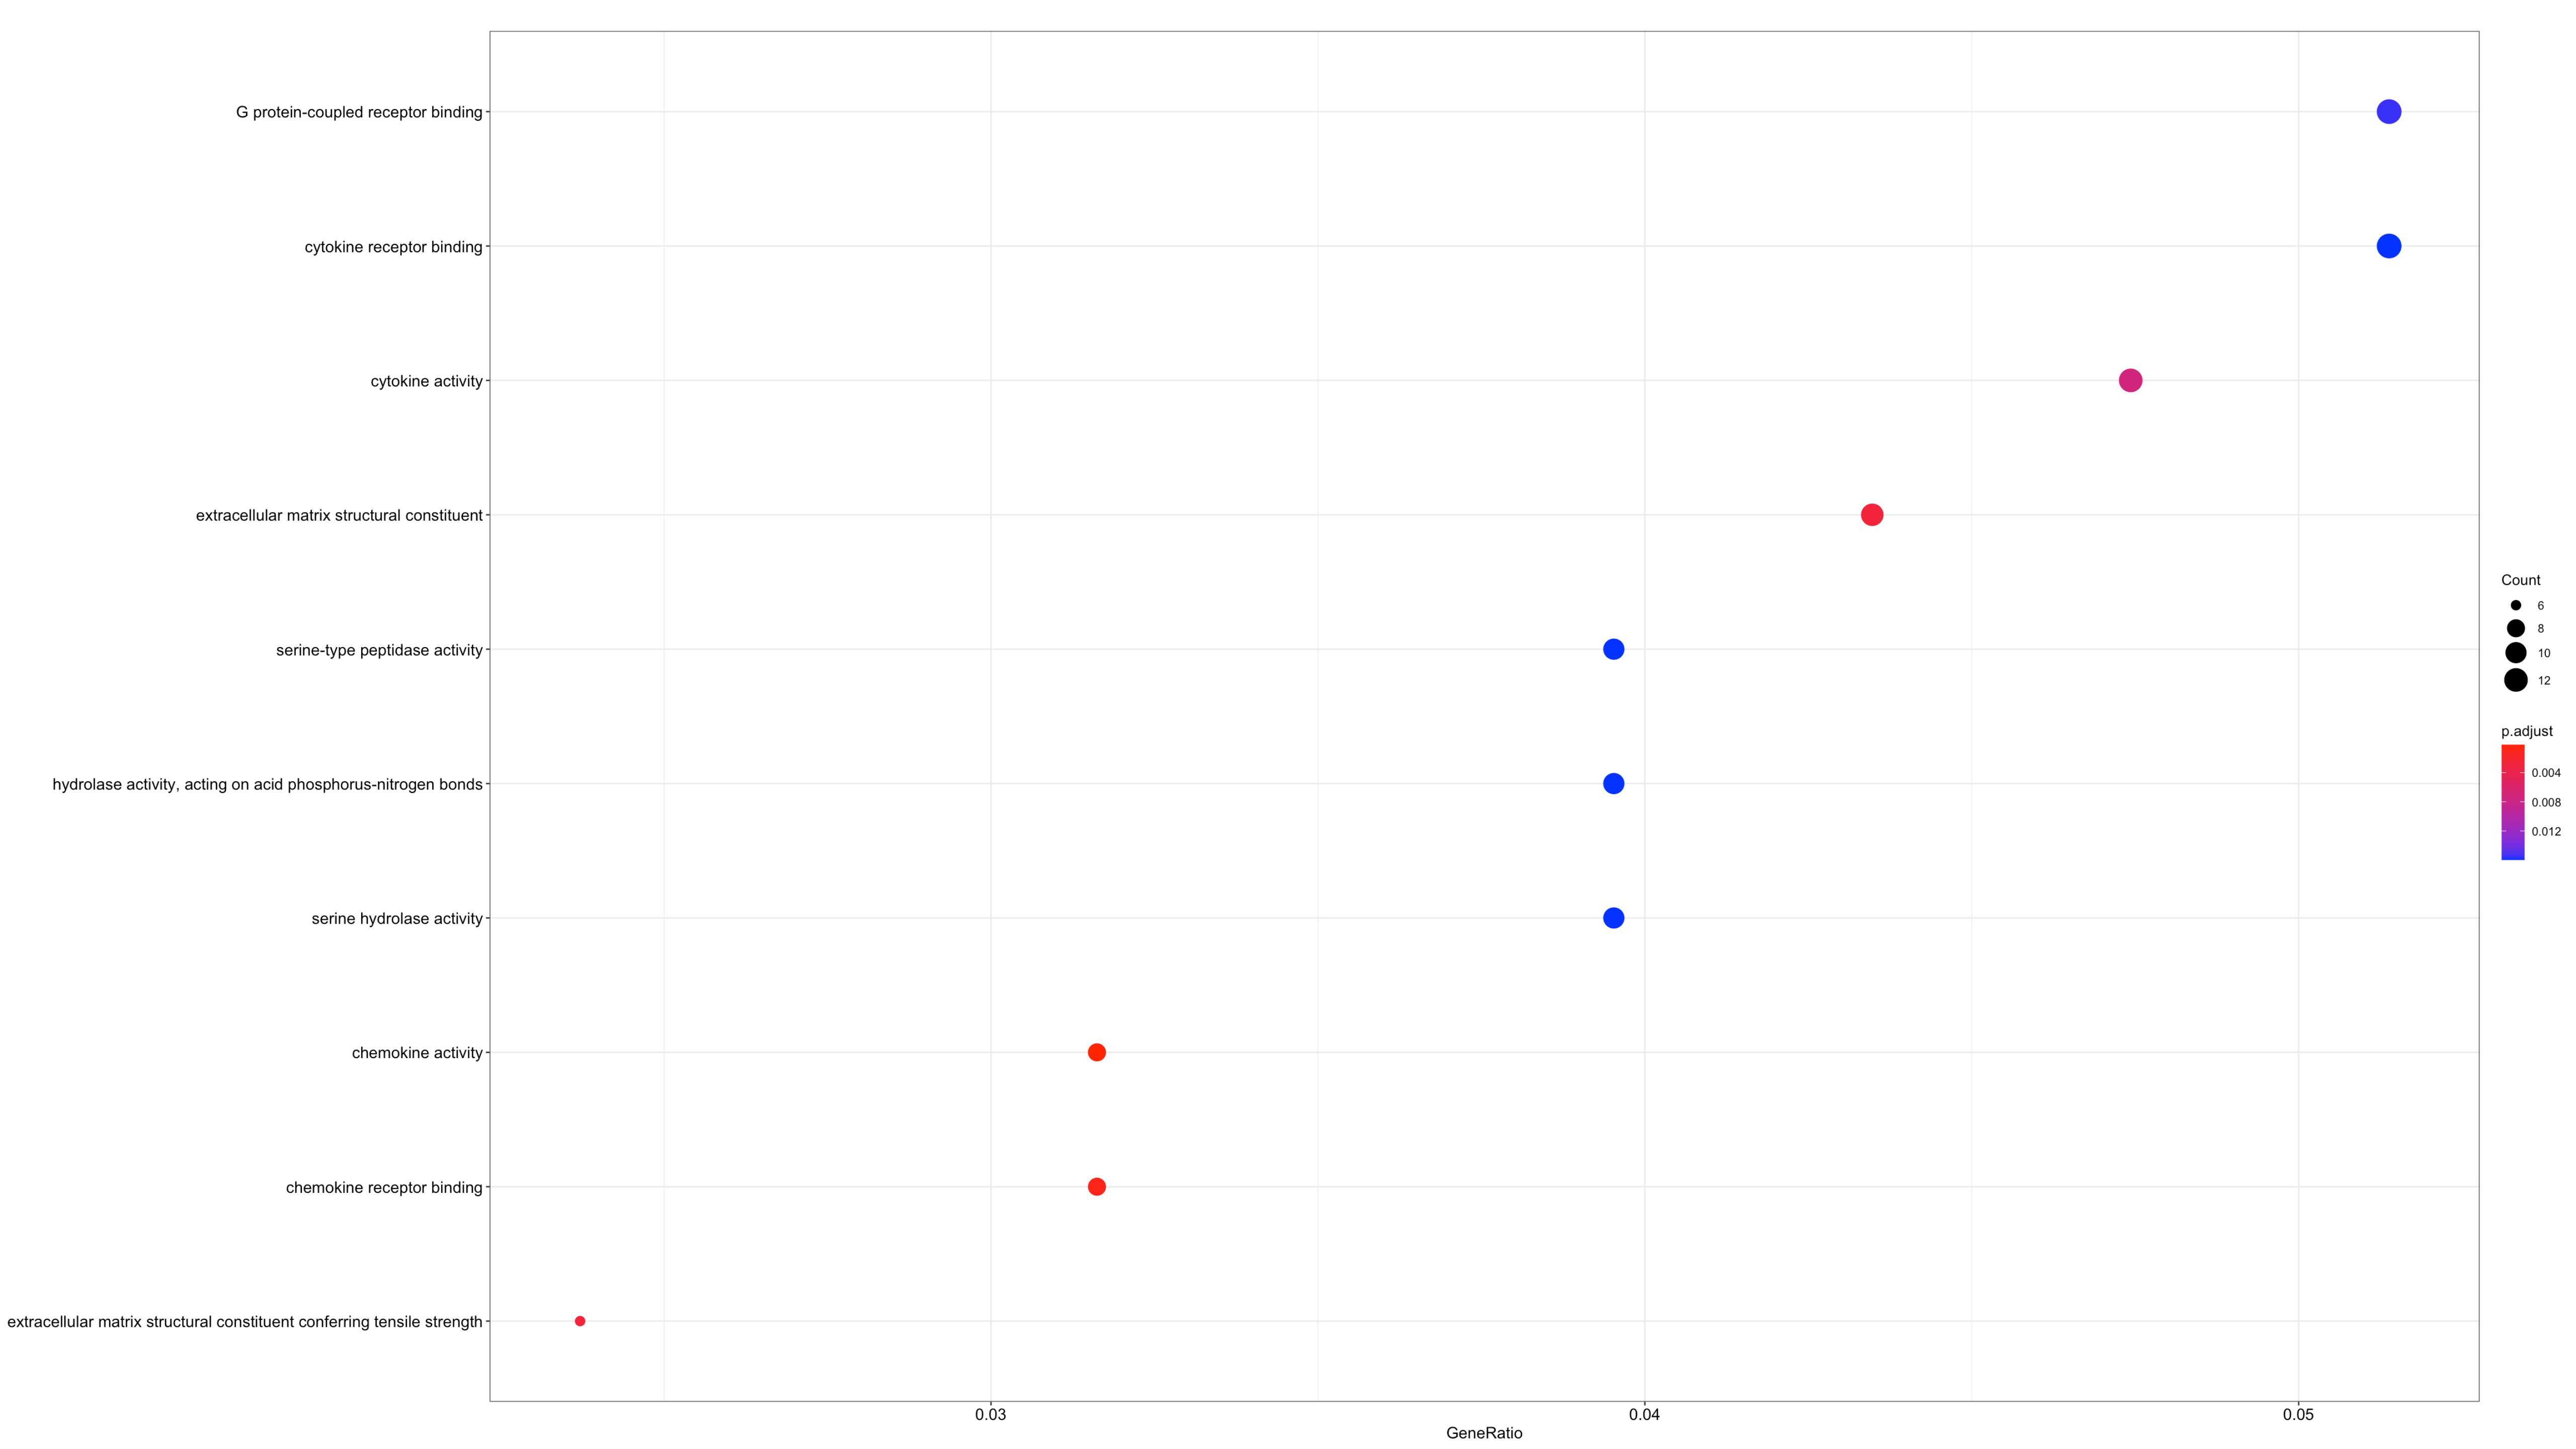 G protein-coupled receptor binding
cytokine receptor binding
cytokine activity
extracellular matrix structural constituent
serine-type peptidase activity
hydrolase activity, acting on acid phosphorus-nitrogen bonds
serine hydrolase activity
chemokine activity
chemokine receptor binding
extracellular matrix structural constituent conferring tensile strength
0.03 0.04 0.05
GeneRatio
Count
6
8
10
12
p.adjust
0.004
0.008
0.012